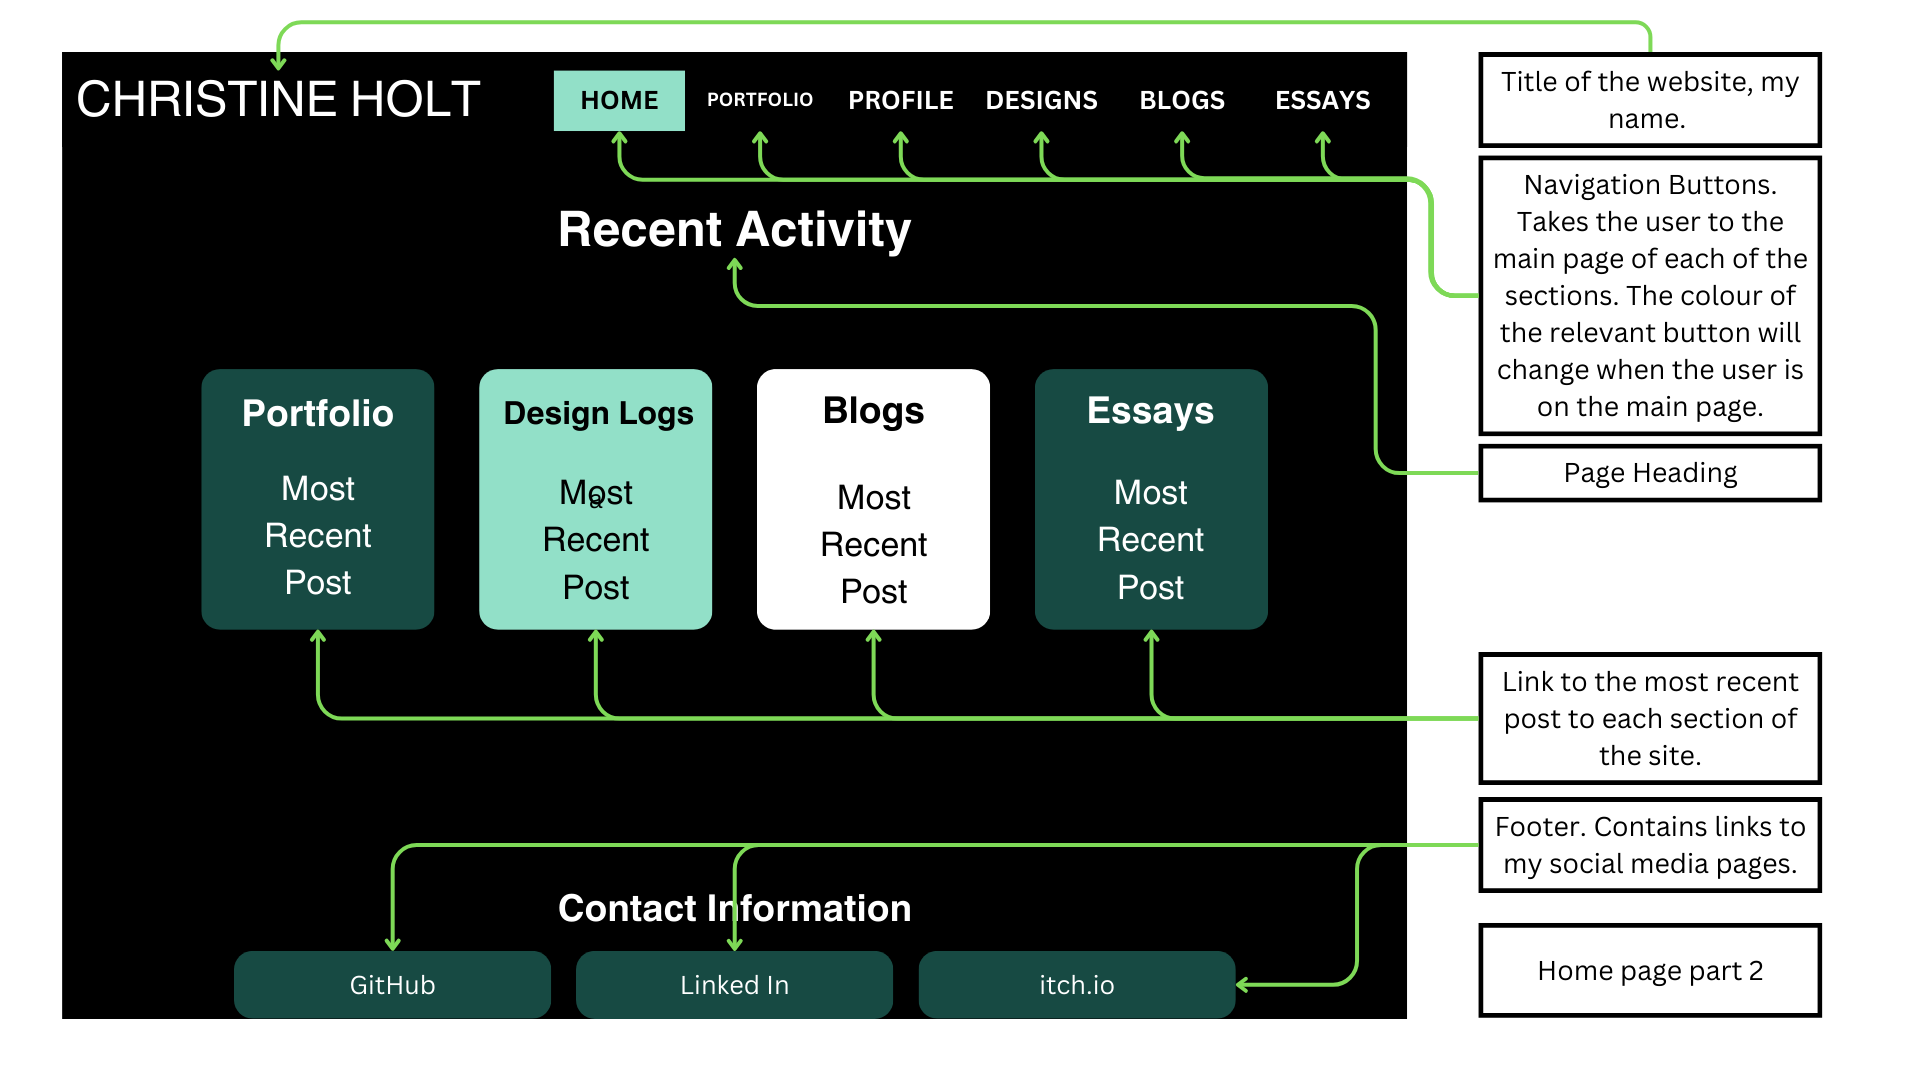 CHRISTINE HOLT
HOME
PORTFOLIO
PROFILE
DESIGNS
BLOGS
ESSAYS
Recent Activity
Portfolio
Most
Recent
Post
Design Logs
Most
a
Recent
Post
Blogs
Most
Recent
Post
Essays
Most
Recent
Post
Contact Information
GitHub
Linked In
itch.io
Title of the website, my
name.
Navigation Buttons.
Takes the user to the
main page of each of the
sections. The colour of
the relevant button will
change when the user is
on the main page.
Page Heading
Link to the most recent
post to each section of
the site.
Footer. Contains links to
my social media pages.
Home page part 2